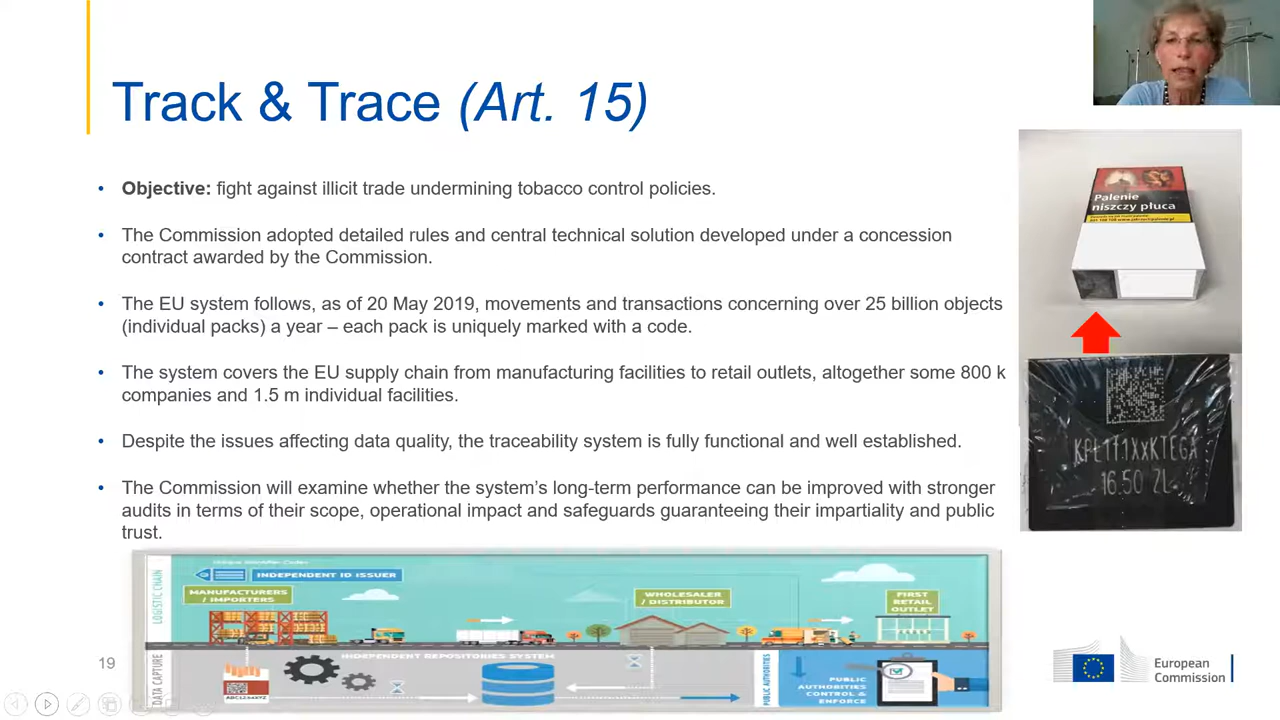 Track & Trace (Art. 15)
• Objective: fight against illicit trade undermining tobacco control policies.
• The Commission adopted detailed rules and central technical solution developed under a concession
contract awarded by the Commission.
• The EU system follows, as of 20 May 2019, movements and transactions concerning over 25 billion objects
(individual packs) a year – each pack is uniquely marked with a code.
• The system covers the EU supply chain from manufacturing facilities to retail outlets, altogether some 800 k
companies and 1.5 m individual facilities.
• Despite the issues affecting data quality, the traceability system is fully functional and well established.
• The Commission will examine whether the system's long-term performance can be improved with stronger
audits in terms of their scope, operational impact and safeguards guaranteeing their impartiality and public
trust.
Palenie
niszczy płuca
16.50 ZL
LOGISTIC CHAIN
INDEPENDENT ID ISSUER
MANUFACTURERS
/ IMPORTERS
WHOLESALER
/ DISTRIBUTOR
FIRST
RETAIL
OUTLET
DATA CAPTURE
INDEPENDENT REPOSITORIES SYSTEM
PUBLIC AUTHORITIES
PUBLIC
AUTHORITIES
CONTROL &
ENFORCE
19
European
Commission